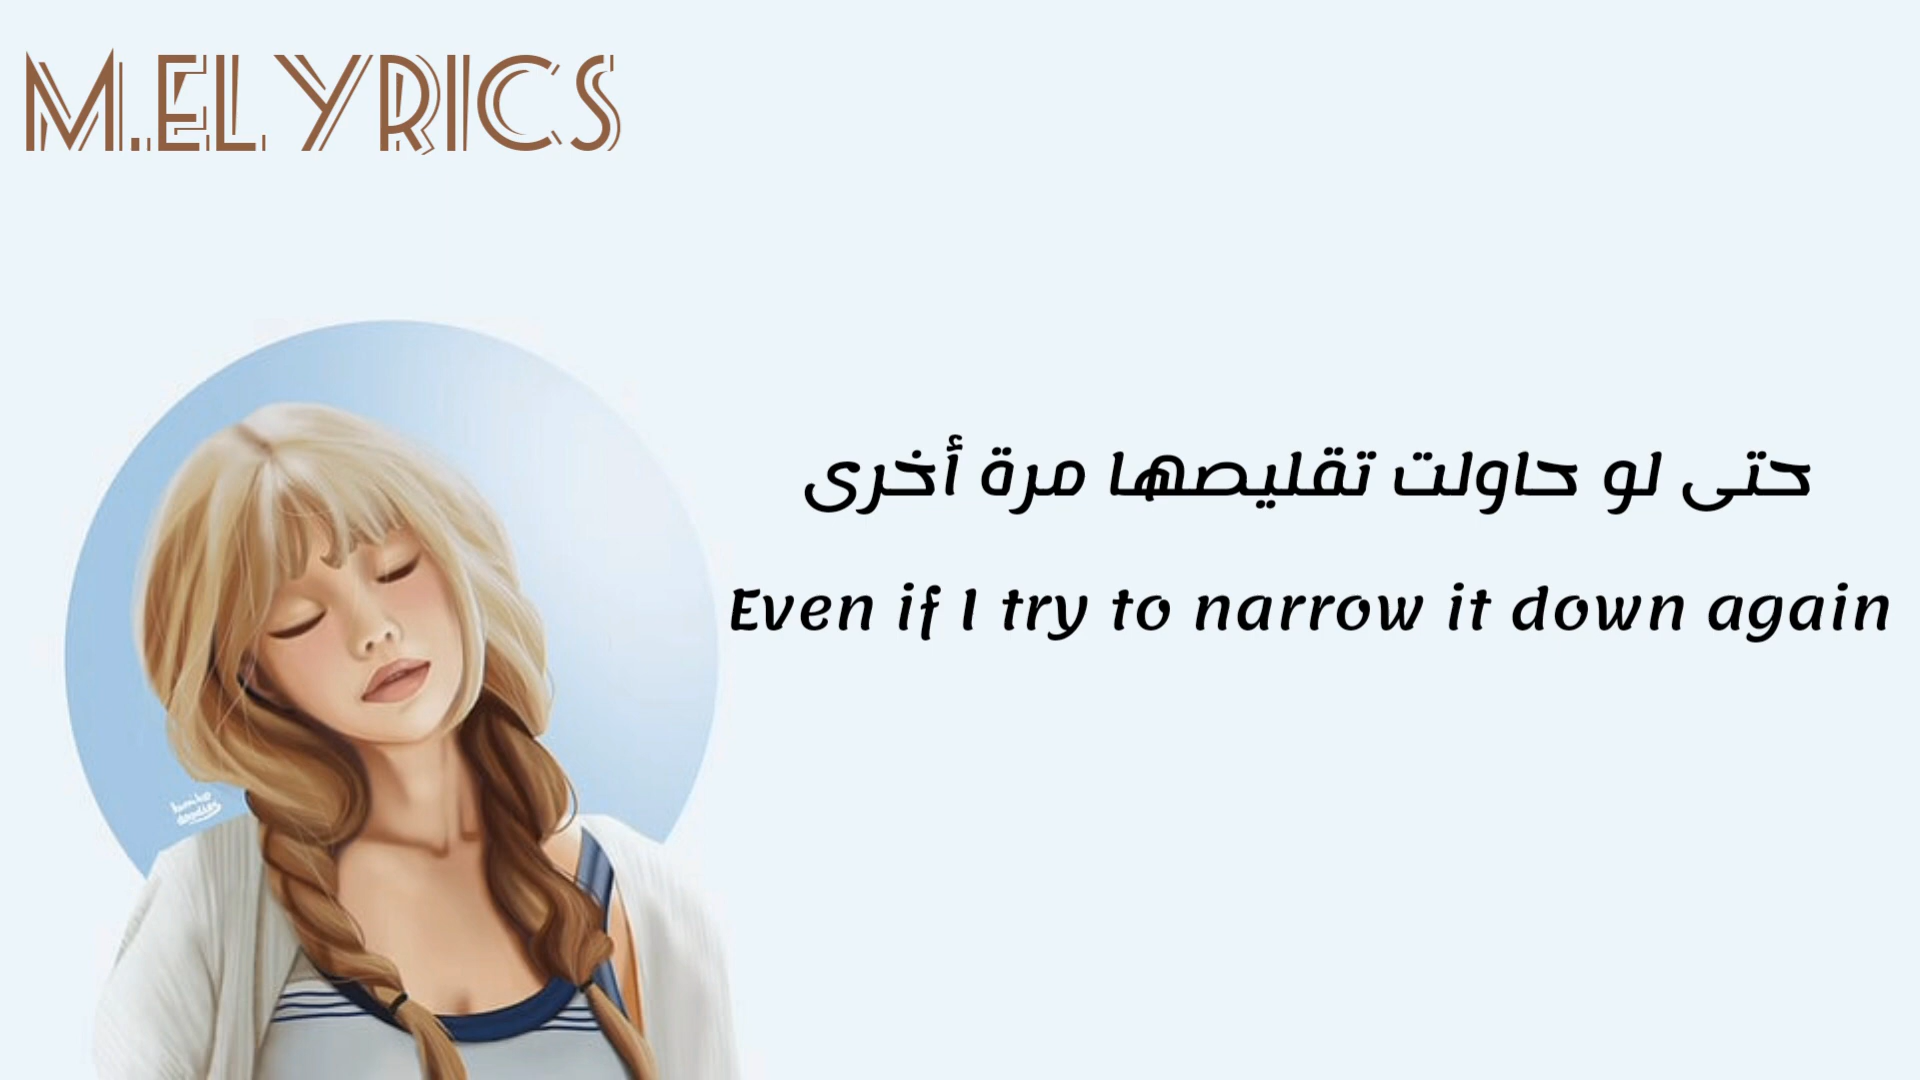 M.ELYRICS
حتى لو حاولت تقليصها مرة أخرى
Even if I try to narrow it down again